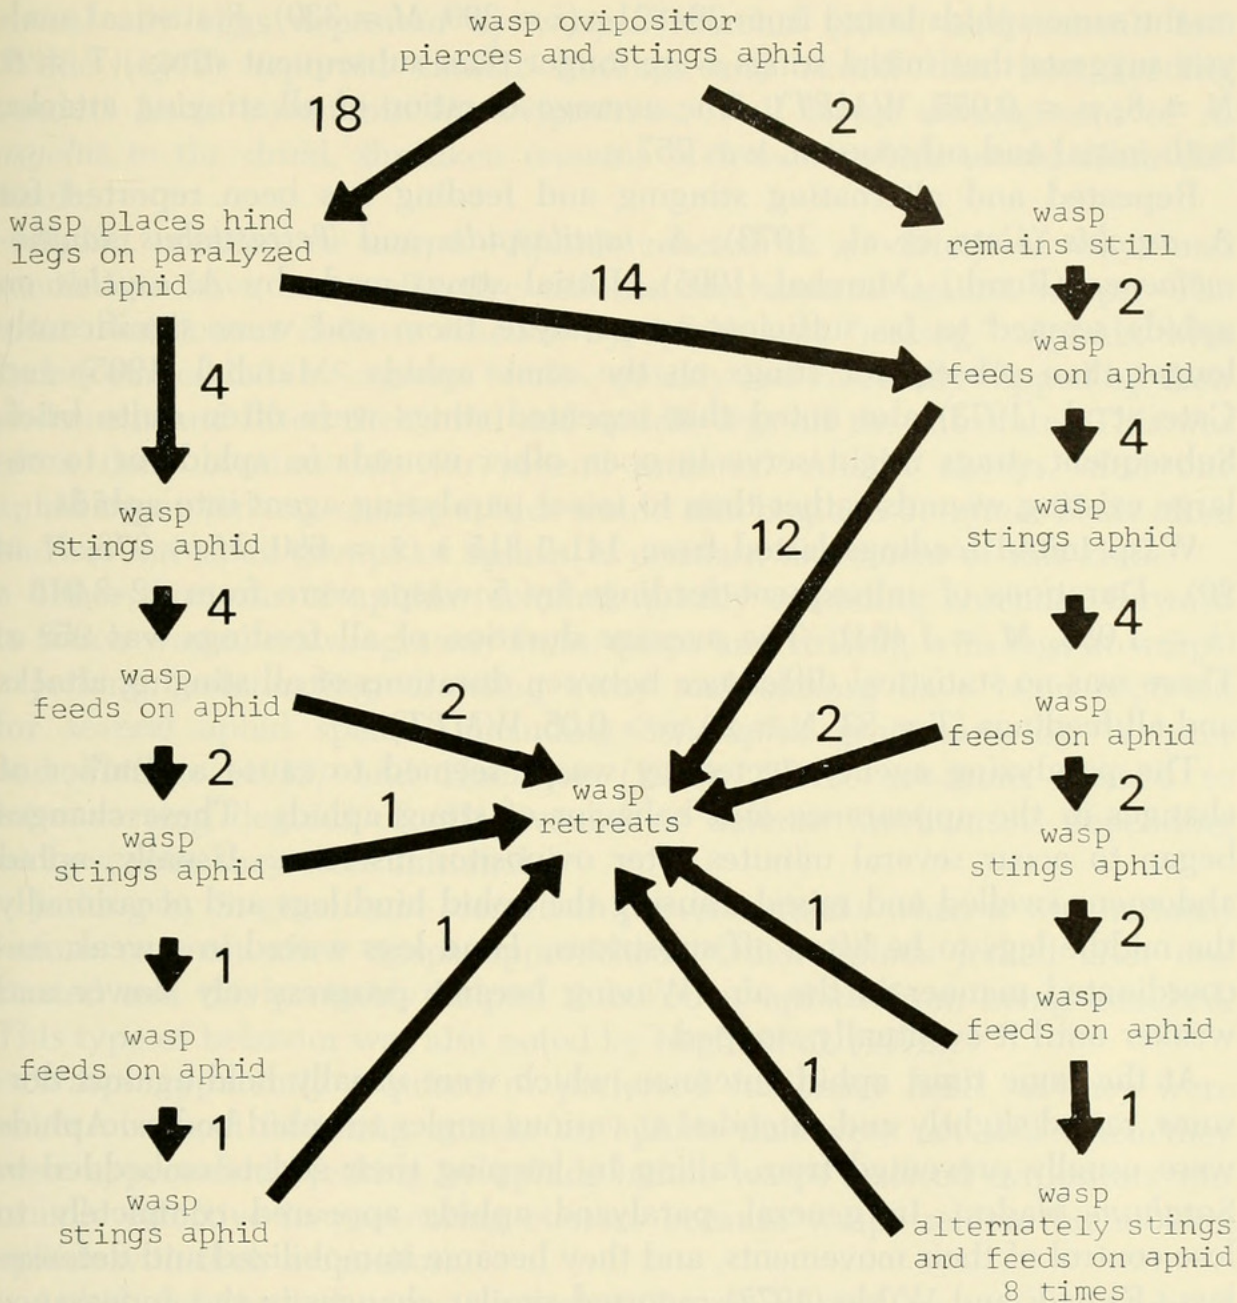 wasp ovipositor
pierces and stings aphid
18
2
wasp places hind
legs on paralyzed
aphid
wasp
remains still
2
14
wasp
feeds on aphid
4
4
12
wasp
stings aphid
wasp
stings aphid
4
4
wasp
feeds on aphid
2
2
wasp
feeds on aphid
2
1
wasp
retreats
2
wasp
stings aphid
wasp
stings aphid
1
1
1
2
wasp
feeds on aphid
wasp
feeds on aphid
1
1
1
wasp
stings aphid
wasp
alternately stings
and feeds on aphid
8 times